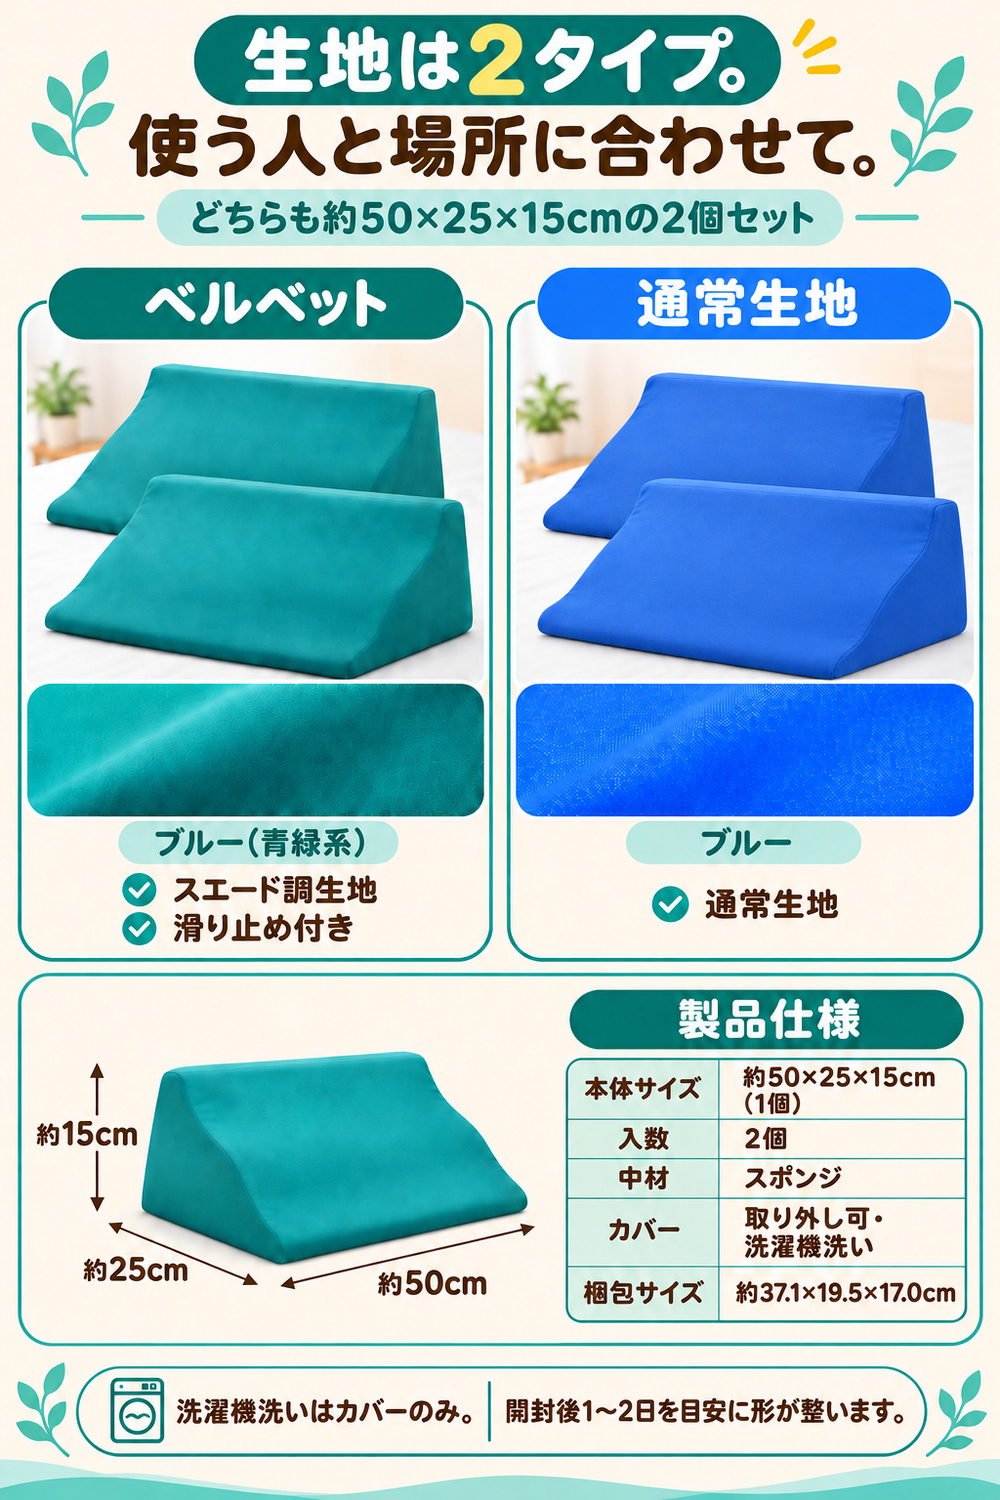 生地は2タイプ。
使う人と場所に合わせて。
どちらも約50×25×15cmの2個セット
ベルベット
通常生地
ブルー(青緑系)
スエード調生地
滑り止め付き
ブルー
通常生地
約15cm
約25cm
約50cm
製品仕様
本体サイズ 約50×25×15cm
(1個)
入数 2個
中材 スポンジ
カバー 取り外し可・
洗濯機洗い
梱包サイズ 約37.1×19.5×17.0cm
洗濯機洗いはカバーのみ。 開封後1〜2日を目安に形が整います。